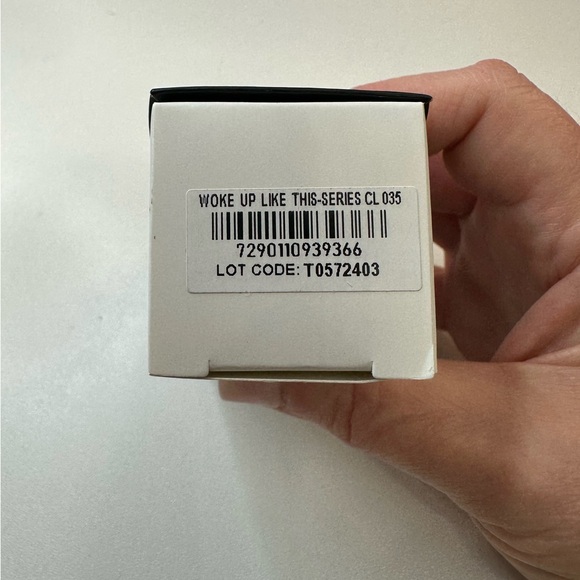 WOKE UP LIKE THIS-SERIES CL 035
7290110939366
LOT CODE: T0572403